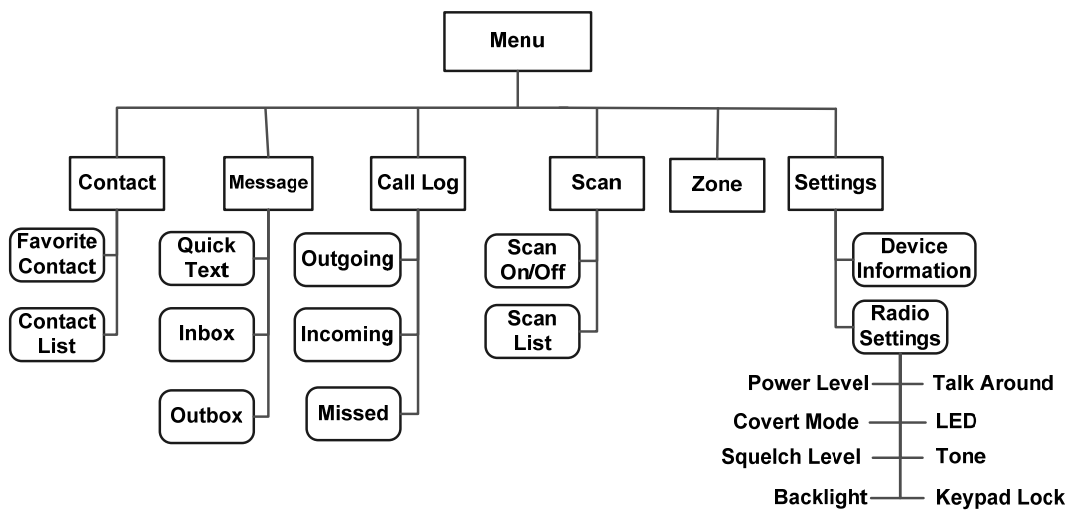 Menu
Contact
Message
Call Log
Scan
Zone
Settings
Favorite
Contact
Contact
List
Quick
Text
Inbox
Outbox
Outgoing
Incoming
Missed
Scan
On/Off
Scan
List
Device
Information
Radio
Settings
Power Level
Talk Around
Covert Mode
LED
Squelch Level
Tone
Backlight
Keypad Lock